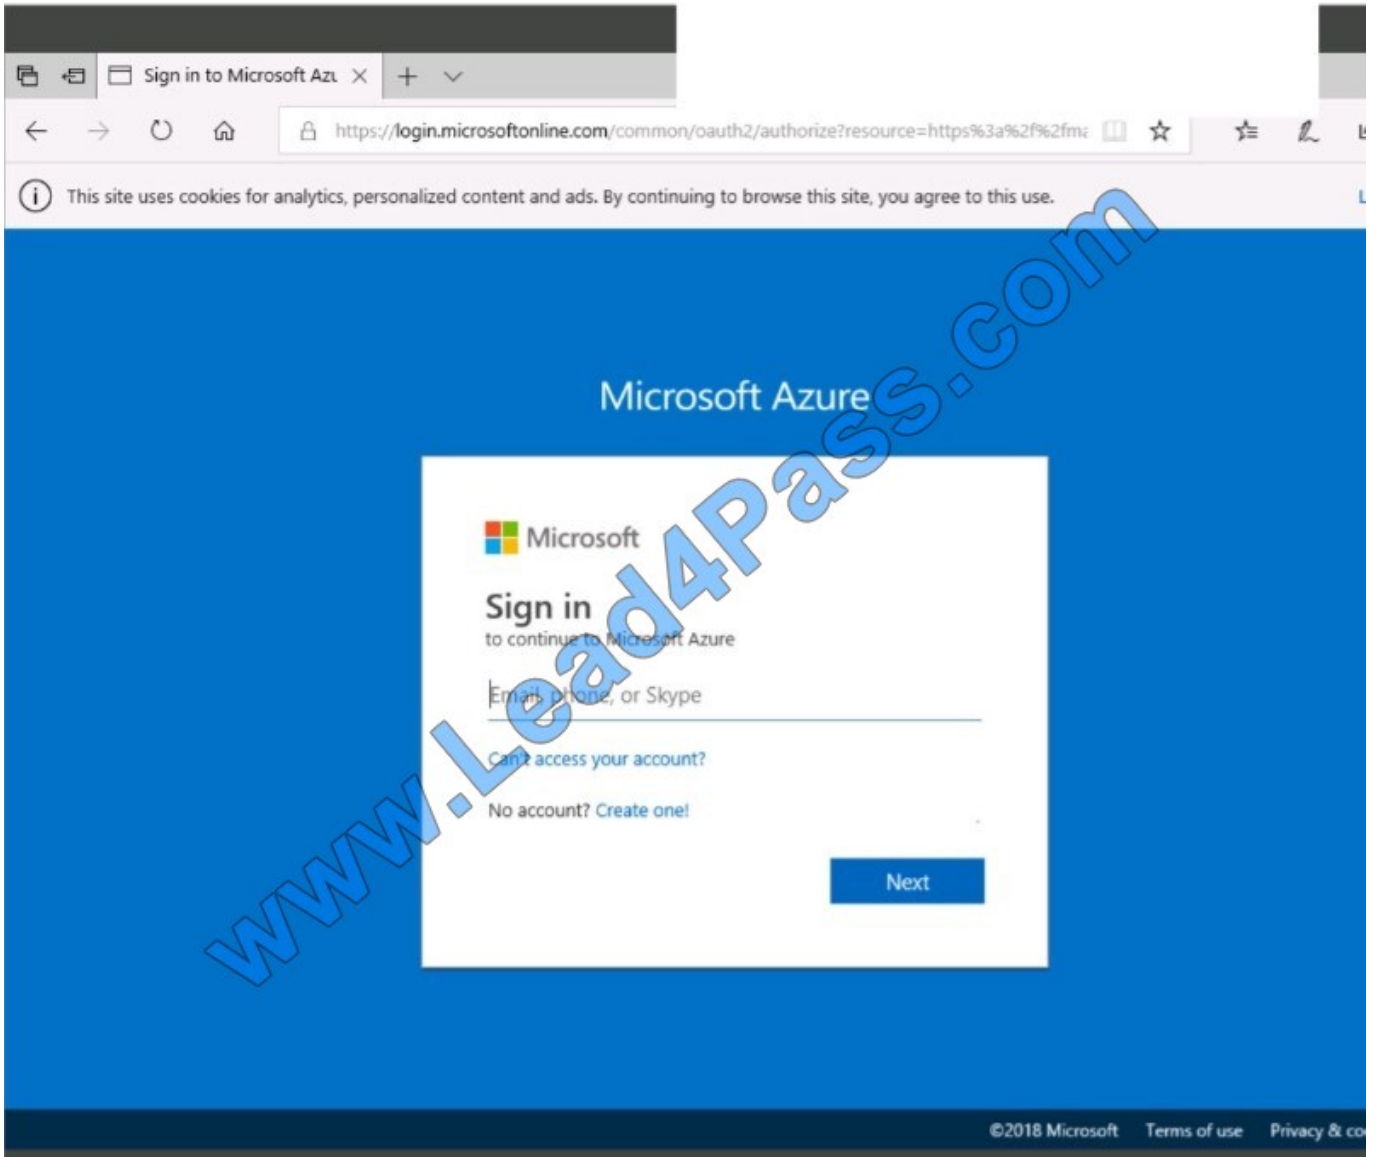 Sign in to Microsoft Azu
https://login.microsoftonline.com/common/oauth2/authorize?resource=https%3a%2f%2fma
This site uses cookies for analytics, personalized content and ads. By continuing to browse this site, you agree to this use.
L
Microsoft Azure
Microsoft
Sign in
to continue to Microsoft Azure
Email, phone, or Skype
Can't access your account?
No account? Create one!
Next
www.Lead4Pass.com
©2018 Microsoft Terms of use Privacy & co